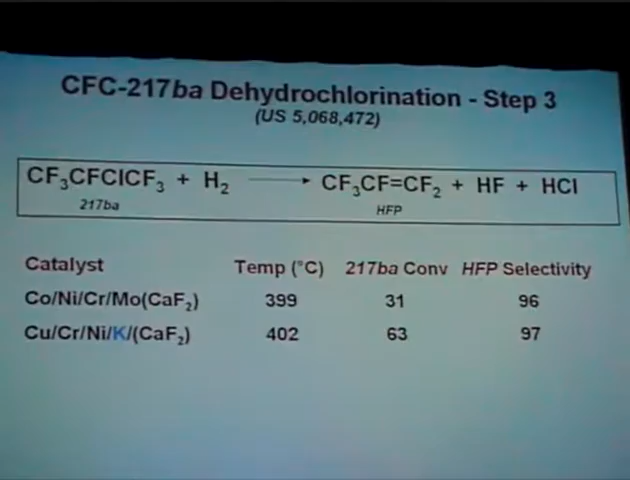 CFC-217ba Dehydrochlorination - Step 3
(US 5,068,472)
CF₃CFClCF₃ + H₂ → CF₃CF=CF₂ + HF + HCl
217ba HFP
Catalyst Temp (°C) 217ba Conv HFP Selectivity
Co/Ni/Cr/Mo(CaF₂) 399 31 96
Cu/Cr/Ni/K/(CaF₂) 402 63 97